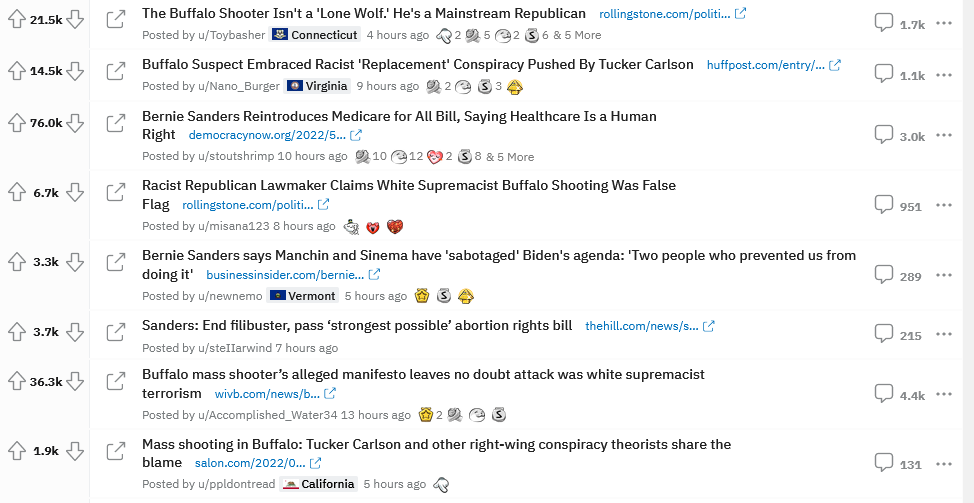 The Buffalo Shooter Isn't a 'Lone Wolf.' He's a Mainstream Republican rollingstone.com/politi...
21.5k
Posted by u/Toybasher Connecticut 4 hours ago 2 5 2 6 & 5 More
1.7k
Buffalo Suspect Embraced Racist 'Replacement' Conspiracy Pushed By Tucker Carlson huffpost.com/entry/...
14.5k
Posted by u/Nano_Burger Virginia 9 hours ago 2 3
1.1k
Bernie Sanders Reintroduces Medicare for All Bill, Saying Healthcare Is a Human
76.0k
Right democracynow.org/2022/5...
3.0k
Posted by u/stoutshrimp 10 hours ago 10 12 2 8 & 5 More
Racist Republican Lawmaker Claims White Supremacist Buffalo Shooting Was False
6.7k
Flag rollingstone.com/politi...
951
Posted by u/misana123 8 hours ago
Bernie Sanders says Manchin and Sinema have 'sabotaged' Biden's agenda: 'Two people who prevented us from
3.3k
doing it' businessinsider.com/bernie...
289
Posted by u/newnemo Vermont 5 hours ago
Sanders: End filibuster, pass ‘strongest possible’ abortion rights bill thehill.com/news/s...
3.7k
215
Posted by u/steIIarwind 7 hours ago
Buffalo mass shooter’s alleged manifesto leaves no doubt attack was white supremacist
36.3k
terrorism wivb.com/news/b...
4.4k
Posted by u/Accomplished_Water34 13 hours ago 2
Mass shooting in Buffalo: Tucker Carlson and other right-wing conspiracy theorists share the
1.9k
blame salon.com/2022/0...
131
Posted by u/ppldontread California 5 hours ago